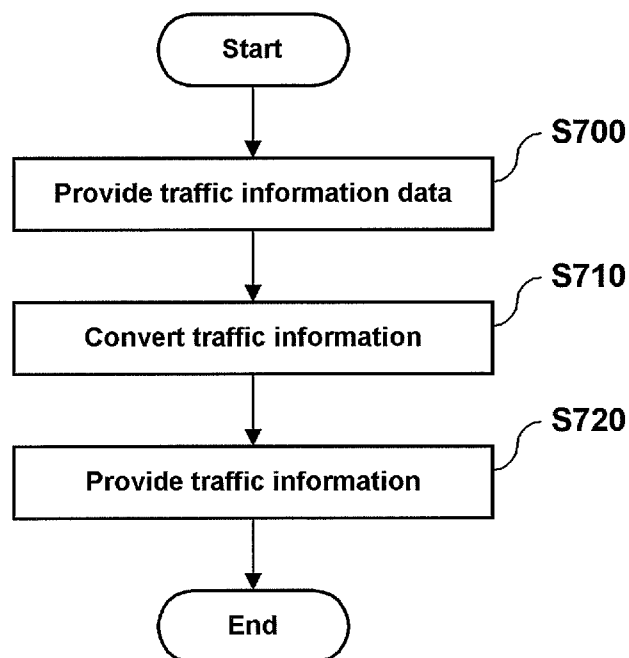 Start
S700
Provide traffic information data
S710
Convert traffic information
S720
Provide traffic information
End